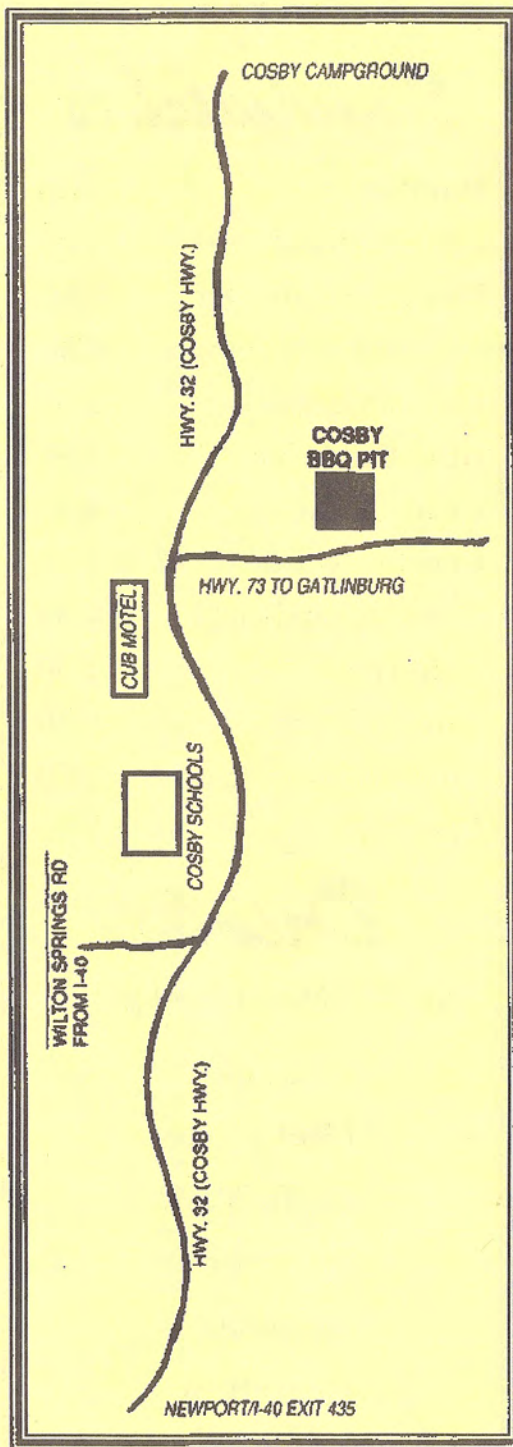 COSBY CAMPGROUND
HWY. 32 (COSBY HWY.)
COSBY
BBQ PIT
HWY. 73 TO GATLINBURG
CUB MOTEL
COSBY SCHOOLS
WILTON SPRINGS RD
FROM I-40
HWY. 32 (COSBY HWY.)
NEWPORT/I-40 EXIT 435